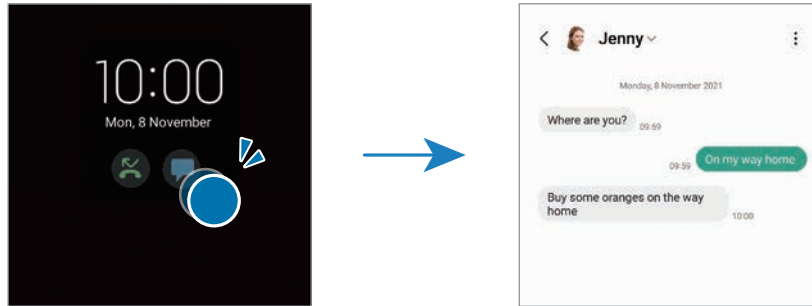 10:00
Mon, 8 November
Jenny
Monday, 8 November 2021
Where are you?
09:59
09:59
On my way home
Buy some oranges on the way
home
10:00